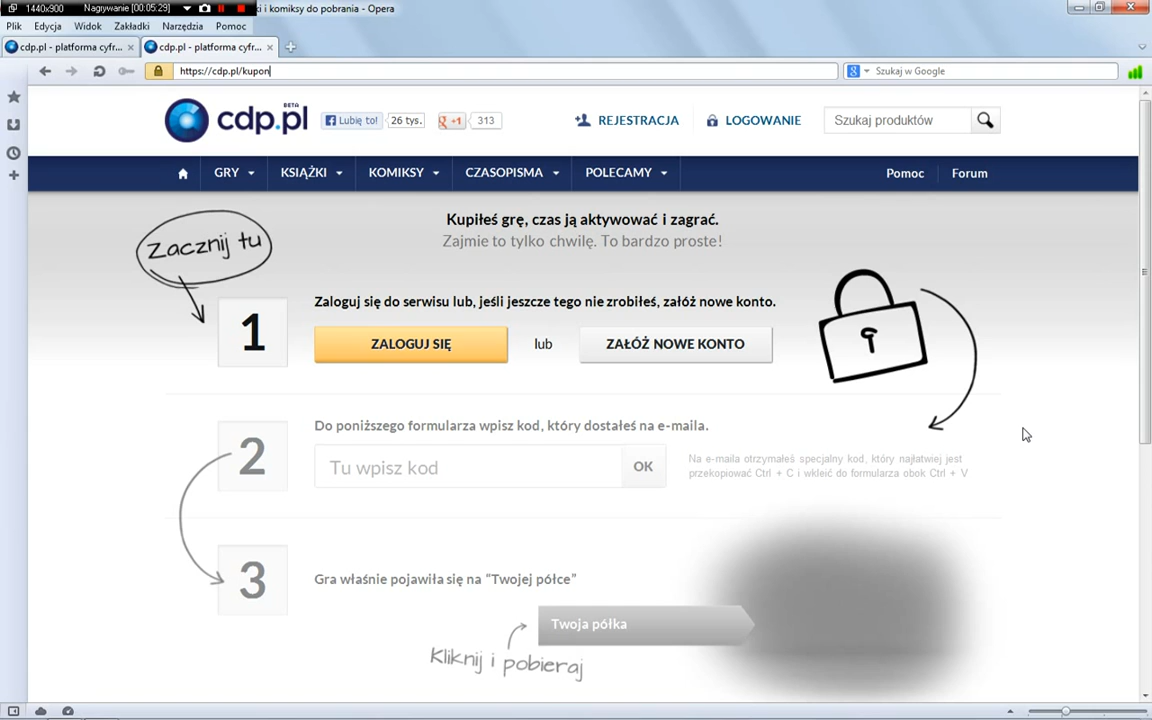 1440x900 Nagrywanie [00:05:29] ki i komiksy do pobrania - Opera
Plik Edycja Widok Zakładki Narzędzia Pomoc
cdp.pl - platforma cyfr... cdp.pl - platforma cyfr...
https://cdp.pl/kupon Szukaj w Google
cdp.pl BETA Lubię to! 26 tys. +1 313 REJESTRACJA LOGOWANIE Szukaj produktów
GRY KSIĄŻKI KOMIKSY CZASOPISMA POLECAMY Pomoc Forum
Kupiłeś grę, czas ją aktywować i zagrać.
Zajmie to tylko chwilę. To bardzo proste!
Zacznij tu
1 Zaloguj się do serwisu lub, jeśli jeszcze tego nie zrobiłeś, załóż nowe konto.
ZALOGUJ SIĘ lub ZAŁÓŻ NOWE KONTO
2 Do poniższego formularza wpisz kod, który dostałeś na e-maila.
Tu wpisz kod OK
Na e-maila otrzymałeś specjalny kod, który najłatwiej jest
przekopiować Ctrl + C i wkleić do formularza obok Ctrl + V
3 Gra właśnie pojawiła się na "Twojej półce"
Twoja półka
Kliknij i pobieraj